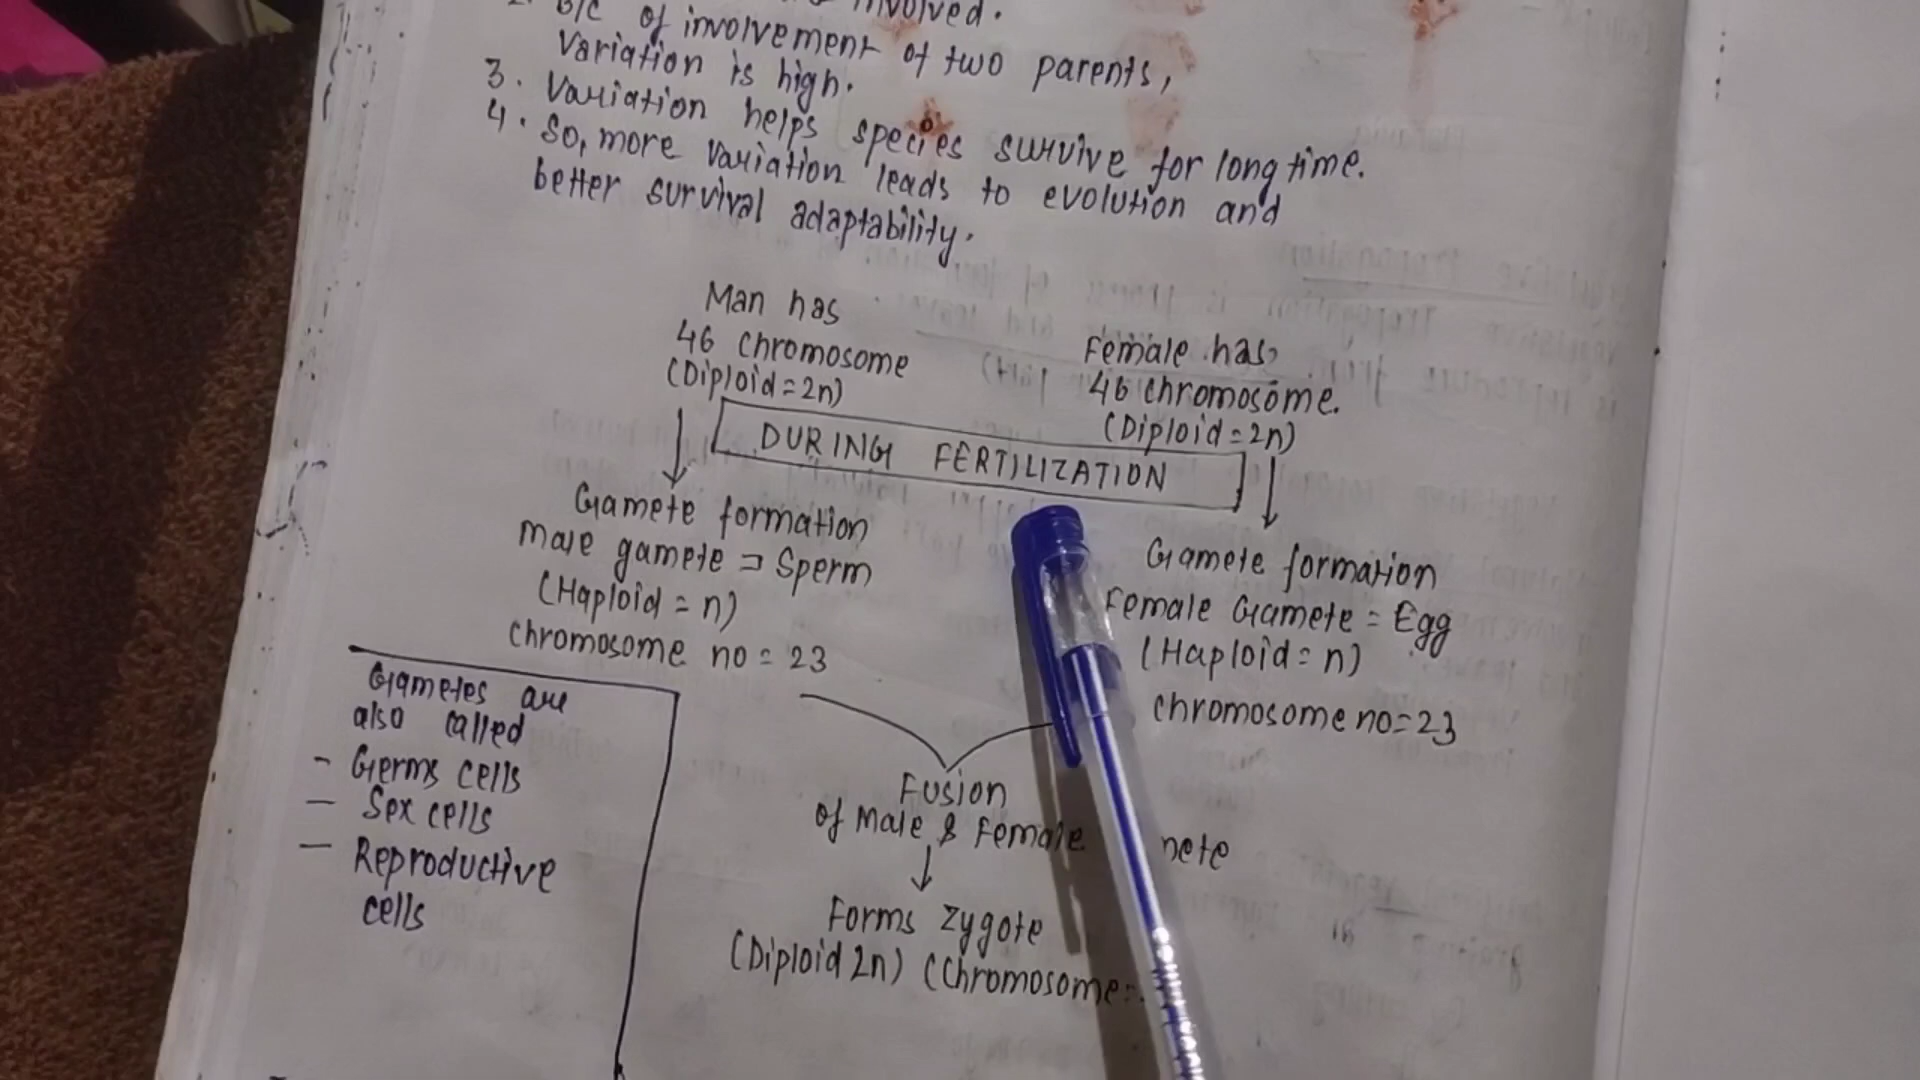 involved.
2. B/C of involvement of two parents,
Variation is high.
3. Variation helps species survive for long time.
4. So, more variation leads to evolution and
better survival adaptability.
Man has
46 chromosome
(Diploid = 2n)
Female has
46 chromosome.
(Diploid = 2n)
DURING FERTILIZATION
Gamete formation
male gamete = Sperm
(Haploid = n)
chromosome no = 23
Gamete formation
Female Gamete = Egg
(Haploid = n)
chromosome no = 23
Gametes are
also called
- Germs cells
- Sex cells
- Reproductive
cells
Fusion
of Male & Female
Forms zygote
(Diploid 2n) (Chromosome =